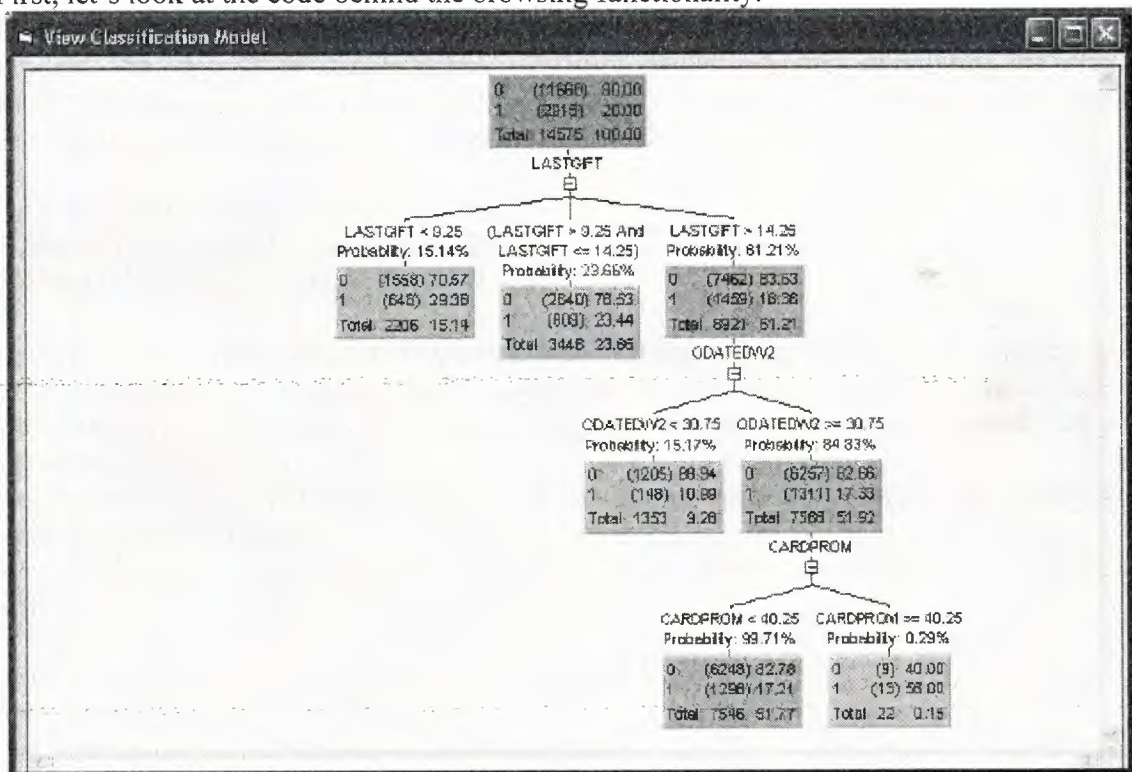 First, let's look at the code behind the browsing functionality.
View Classification Model
0 (11660) 80.00
1 (2915) 20.00
Total 14575 100.00
LASTGIFT
LASTGIFT < 9.25
Probability: 15.14%
0 (1558) 70.57
1 (648) 29.38
Total 2206 15.14
(LASTGIFT > 9.25 And
LASTGIFT <= 14.25)
Probability: 23.66%
0 (2640) 76.53
1 (808) 23.44
Total 3448 23.66
LASTGIFT > 14.25
Probability: 61.21%
0 (7462) 83.63
1 (1459) 16.36
Total 8921 61.21
ODATEDW2
ODATEDW2 < 30.75
Probability: 15.17%
0 (1205) 88.94
1 (148) 10.99
Total 1353 9.28
ODATEDW2 >= 30.75
Probability: 84.83%
0 (6257) 82.66
1 (1311) 17.33
Total 7568 51.92
CARDPROM
CARDPROM < 40.25
Probability: 99.71%
0 (6248) 82.78
1 (1298) 17.21
Total 7546 51.77
CARDPROM >= 40.25
Probability: 0.29%
0 (9) 40.00
1 (13) 56.00
Total 22 0.15